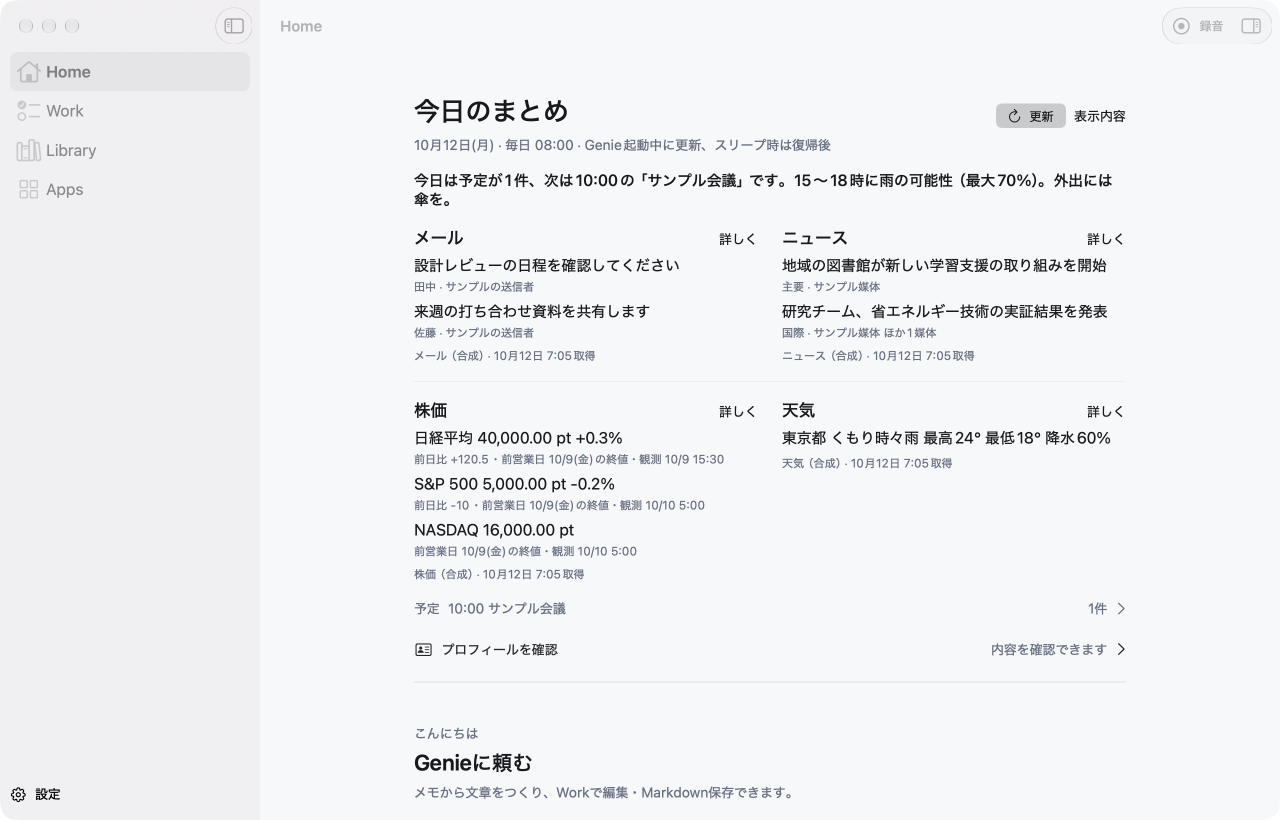 Home
録音
Home
Work
Library
Apps
設定
今日のまとめ
更新
表示内容
10月12日(月) · 毎日 08:00 · Genie起動中に更新、スリープ時は復帰後
今日は予定が1件、次は10:00の「サンプル会議」です。15〜18時に雨の可能性（最大70%）。外出には
傘を。
メール
詳しく
設計レビューの日程を確認してください
田中 · サンプルの送信者
来週の打ち合わせ資料を共有します
佐藤 · サンプルの送信者
メール（合成）· 10月12日 7:05取得
ニュース
詳しく
地域の図書館が新しい学習支援の取り組みを開始
主要 · サンプル媒体
研究チーム、省エネルギー技術の実証結果を発表
国際 · サンプル媒体 ほか1媒体
ニュース（合成）· 10月12日 7:05取得
株価
詳しく
日経平均 40,000.00 pt +0.3%
前日比 +120.5・前営業日 10/9(金)の終値・観測 10/9 15:30
S&P 500 5,000.00 pt -0.2%
前日比 -10・前営業日 10/9(金)の終値・観測 10/10 5:00
NASDAQ 16,000.00 pt
前営業日 10/9(金)の終値・観測 10/10 5:00
株価（合成）· 10月12日 7:05取得
天気
詳しく
東京都 くもり時々雨 最高24° 最低18° 降水60%
天気（合成）· 10月12日 7:05取得
予定 10:00 サンプル会議
1件
プロフィールを確認
内容を確認できます
こんにちは
Genieに頼む
メモから文章をつくり、Workで編集・Markdown保存できます。